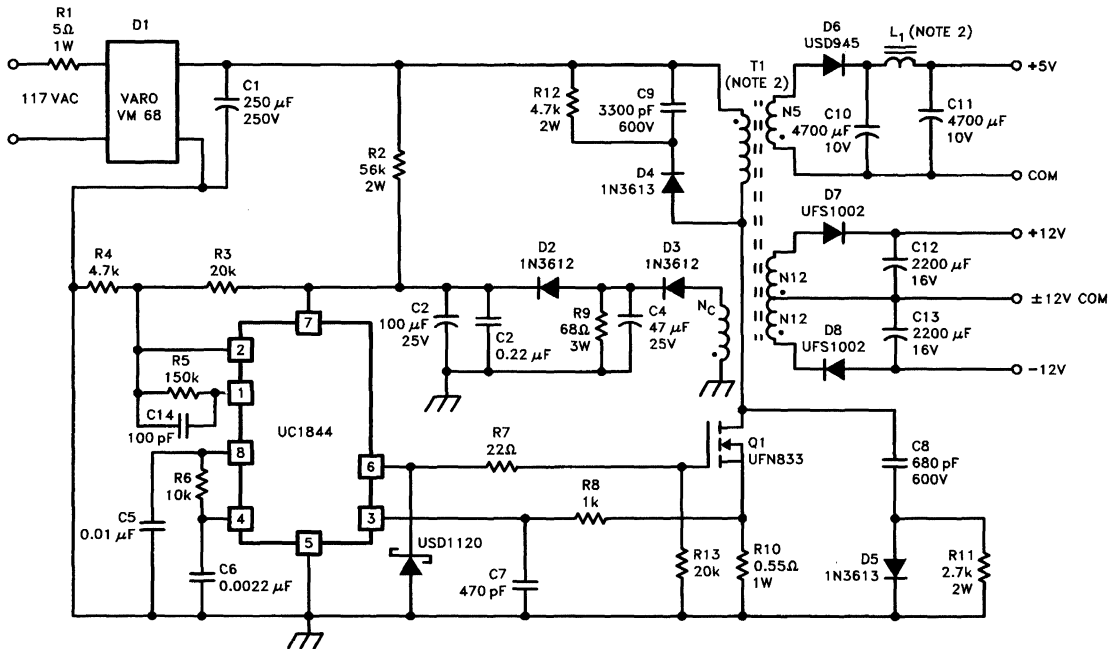 R1
5Ω
1W
D1
117 VAC
VARO
VM 68
C1
250 μF
250V
R2
56k
2W
R12
4.7k
2W
C9
3300 pF
600V
D4
1N3613
T1
(NOTE 2)
D6
USD945
L1 (NOTE 2)
+5V
N5
C10
4700 μF
10V
C11
4700 μF
10V
COM
D7
UFS1002
+12V
N12
C12
2200 μF
16V
±12V COM
N12
C13
2200 μF
16V
D8
UFS1002
-12V
R4
4.7k
R3
20k
D2
1N3612
D3
1N3612
C2
100 μF
25V
C2
0.22 μF
R9
68Ω
3W
C4
47 μF
25V
NC
7
2
R5
150k
1
C14
100 pF
UC1844
8
R6
10k
6
4
3
5
C5
0.01 μF
C6
0.0022 μF
USD1120
R7
22Ω
R8
1k
C7
470 pF
Q1
UFN833
R13
20k
R10
0.55Ω
1W
C8
680 pF
600V
D5
1N3613
R11
2.7k
2W